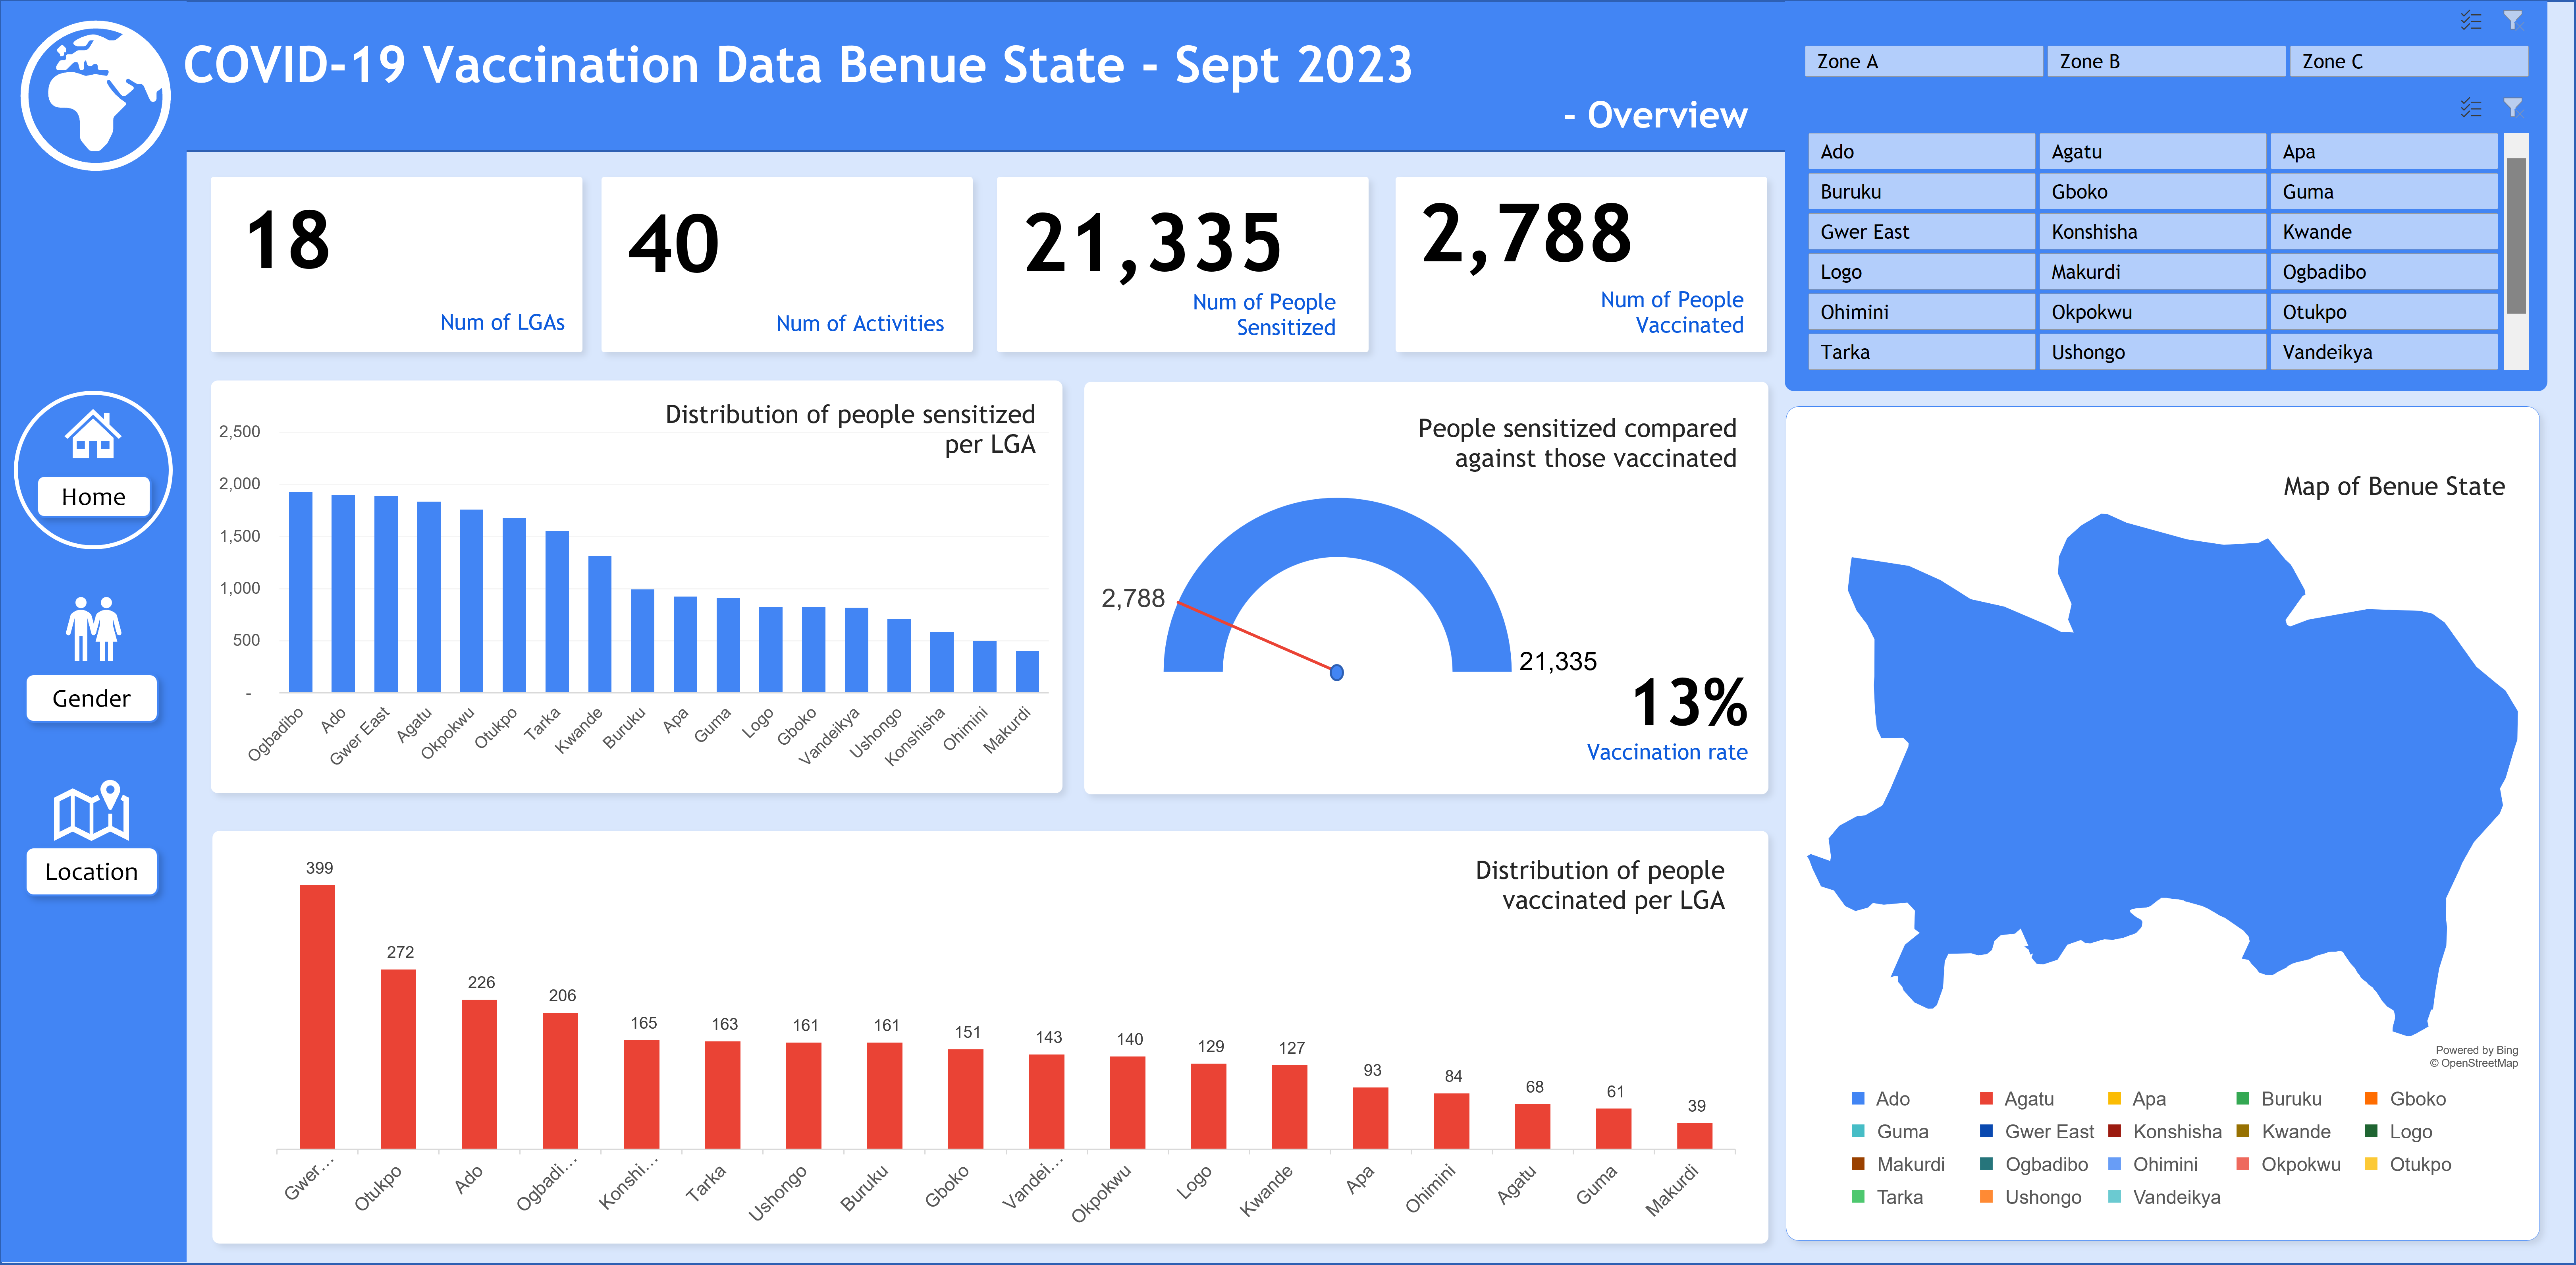 COVID-19 Vaccination Data Benue State - Sept 2023
- Overview
Zone A
Zone B
Zone C
Ado
Agatu
Apa
Buruku
Gboko
Guma
Gwer East
Konshisha
Kwande
Logo
Makurdi
Ogbadibo
Ohimini
Okpokwu
Otukpo
Tarka
Ushongo
Vandeikya
Home
Gender
Location
18
Num of LGAs
40
Num of Activities
21,335
Num of People
Sensitized
2,788
Num of People
Vaccinated
Distribution of people sensitized
per LGA
2,500
2,000
1,500
1,000
500
-
Ogbadibo
Ado
Gwer East
Agatu
Okpokwu
Otukpo
Tarka
Kwande
Buruku
Apa
Guma
Logo
Gboko
Vandeikya
Ushongo
Konshisha
Ohimini
Makurdi
People sensitized compared
against those vaccinated
2,788
21,335
13%
Vaccination rate
Distribution of people
vaccinated per LGA
399
272
226
206
165
163
161
161
151
143
140
129
127
93
84
68
61
39
Gwer...
Otukpo
Ado
Ogbadi...
Konshi...
Tarka
Ushongo
Buruku
Gboko
Vandei...
Okpokwu
Logo
Kwande
Apa
Ohimini
Agatu
Guma
Makurdi
Map of Benue State
Powered by Bing
© OpenStreetMap
Ado
Agatu
Apa
Buruku
Gboko
Guma
Gwer East
Konshisha
Kwande
Logo
Makurdi
Ogbadibo
Ohimini
Okpokwu
Otukpo
Tarka
Ushongo
Vandeikya